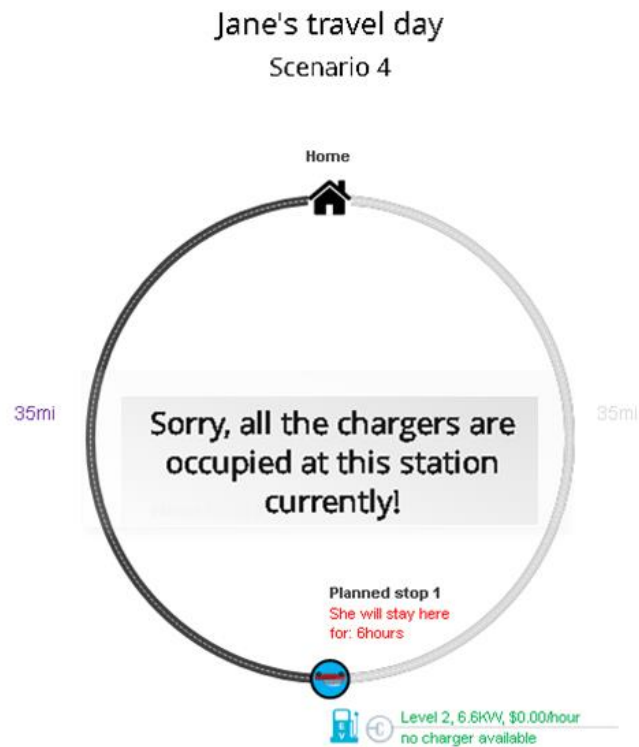 Jane's travel day
Scenario 4
Home
35mi
35mi
Sorry, all the chargers are
occupied at this station
currently!
Planned stop 1
She will stay here
for: 6hours
EV
C
Level 2, 6.6KW, $0.00/hour
no charger available